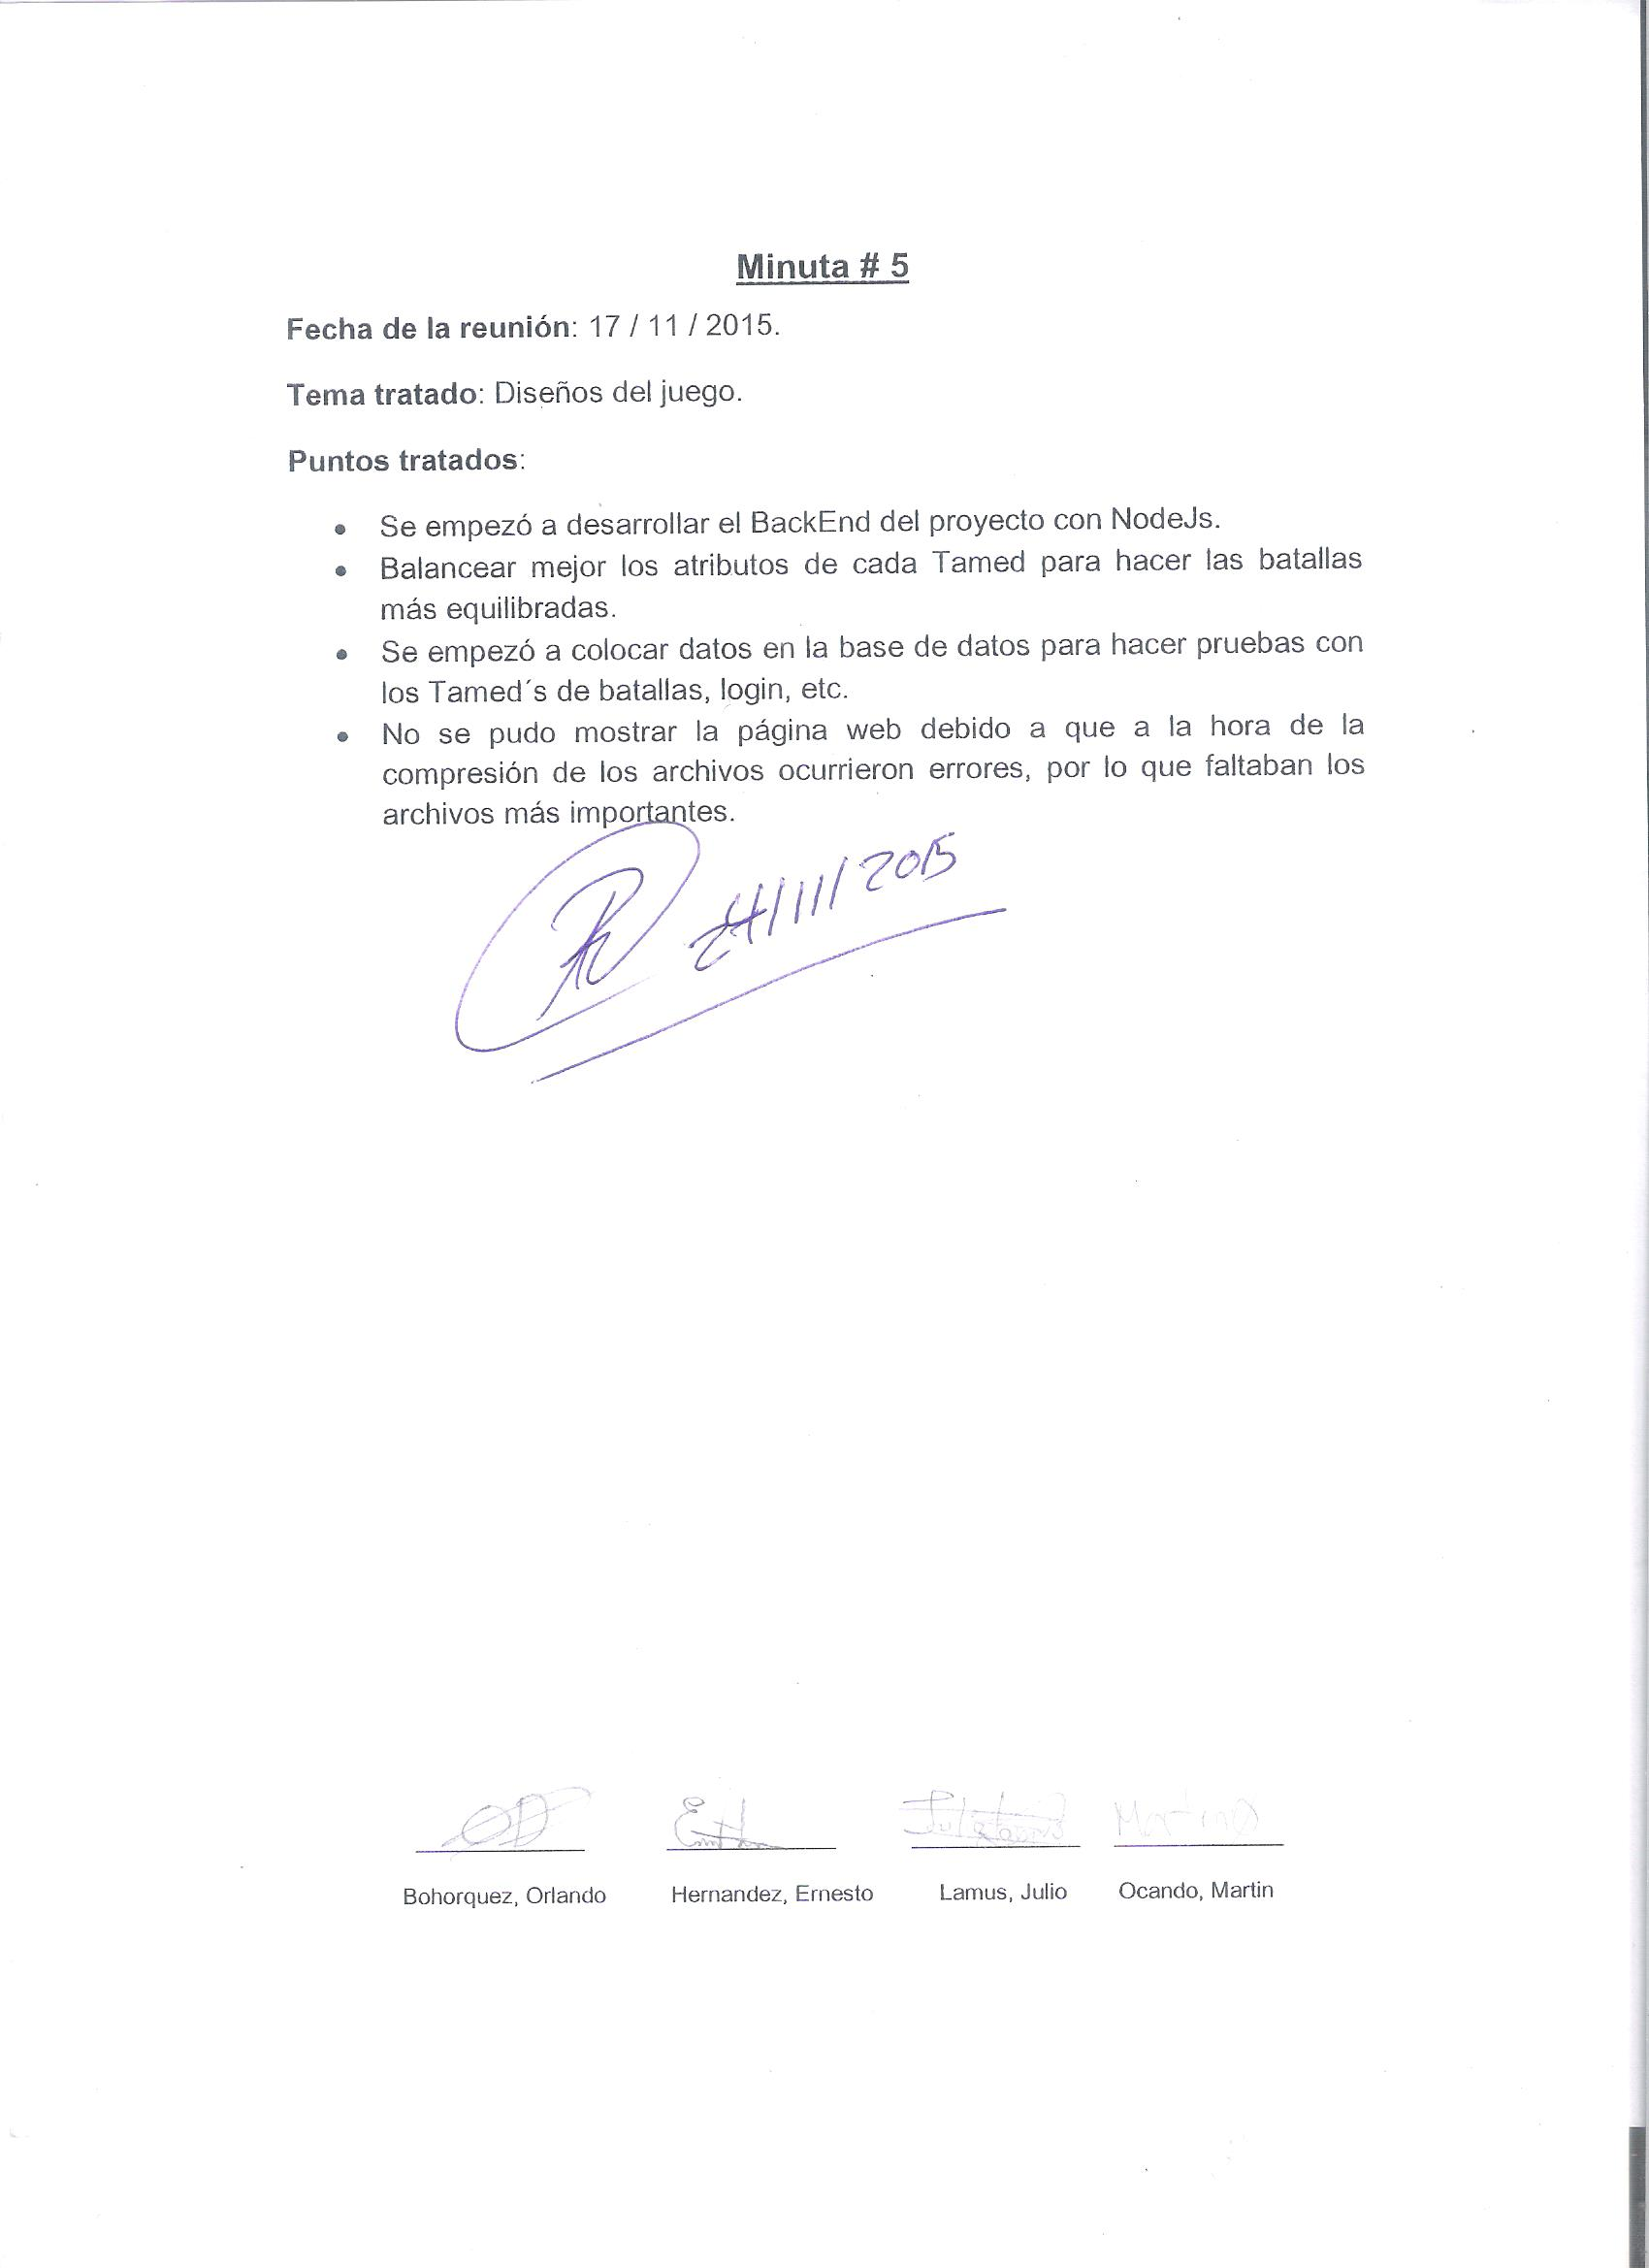 Minuta # 5
Fecha de la reunión: 17 / 11 / 2015.
Tema tratado: Diseños del juego.
Puntos tratados:
• Se empezó a desarrollar el BackEnd del proyecto con NodeJs.
• Balancear mejor los atributos de cada Tamed para hacer las batallas
más equilibradas.
• Se empezó a colocar datos en la base de datos para hacer pruebas con
los Tamed´s de batallas, login, etc.
• No se pudo mostrar la página web debido a que a la hora de la
compresión de los archivos ocurrieron errores, por lo que faltaban los
archivos más importantes.
24/11/2015
Bohorquez, Orlando Hernandez, Ernesto Lamus, Julio Ocando, Martin